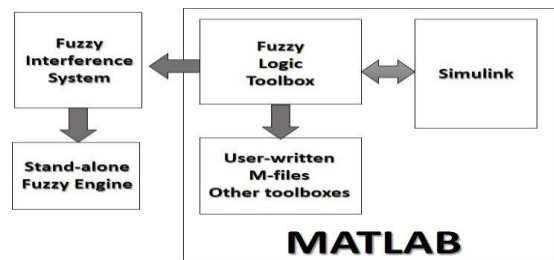 Fuzzy
Interference
System
Fuzzy
Logic
Toolbox
Simulink
Stand-alone
Fuzzy Engine
User-written
M-files
Other toolboxes
MATLAB